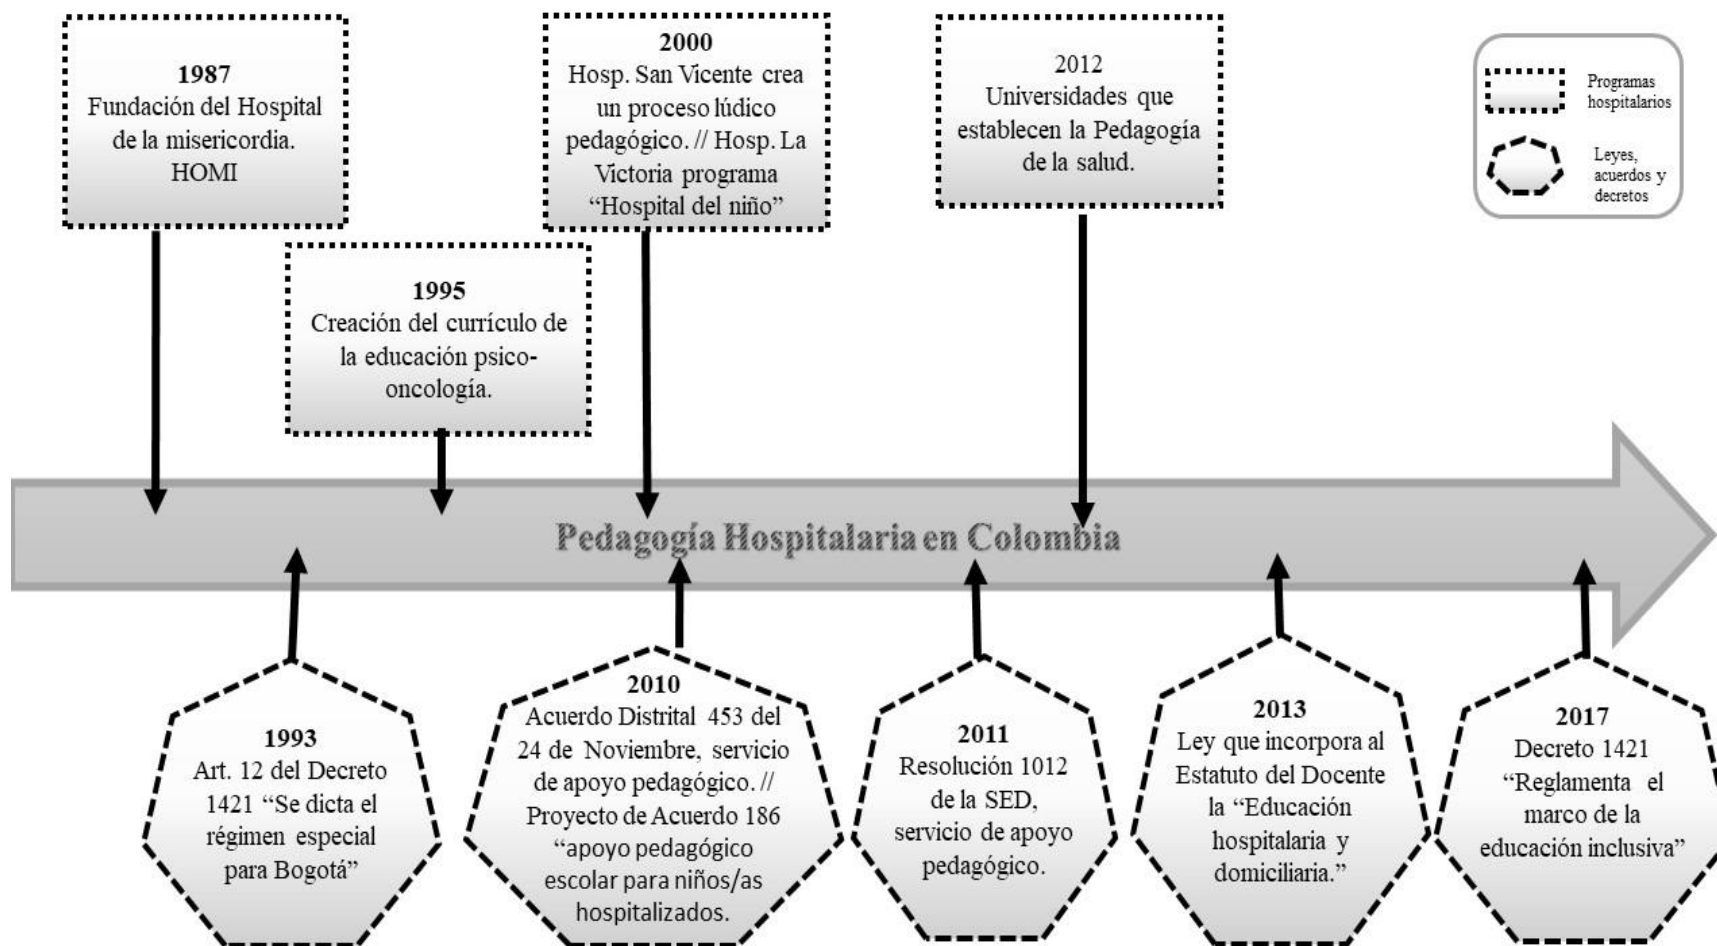 1987
Fundación del Hospital
de la misericordia.
HOMI
1995
Creación del currículo de
la educación psico-
oncología.
2000
Hosp. San Vicente crea
un proceso lúdico
pedagógico. // Hosp. La
Victoria programa
“Hospital del niño”
2012
Universidades que
establecen la Pedagogía
de la salud.
Programas
hospitalarios
Leyes,
acuerdos y
decretos
Pedagogía Hospitalaria en Colombia
1993
Art. 12 del Decreto
1421 “Se dicta el
régimen especial
para Bogotá”
2010
Acuerdo Distrital 453 del
24 de Noviembre, servicio
de apoyo pedagógico. //
Proyecto de Acuerdo 186
“apoyo pedagógico
escolar para niños/as
hospitalizados.
2011
Resolución 1012
de la SED,
servicio de apoyo
pedagógico.
2013
Ley que incorpora al
Estatuto del Docente
la “Educación
hospitalaria y
domiciliaria.”
2017
Decreto 1421
“Reglamenta el
marco de la
educación inclusiva”